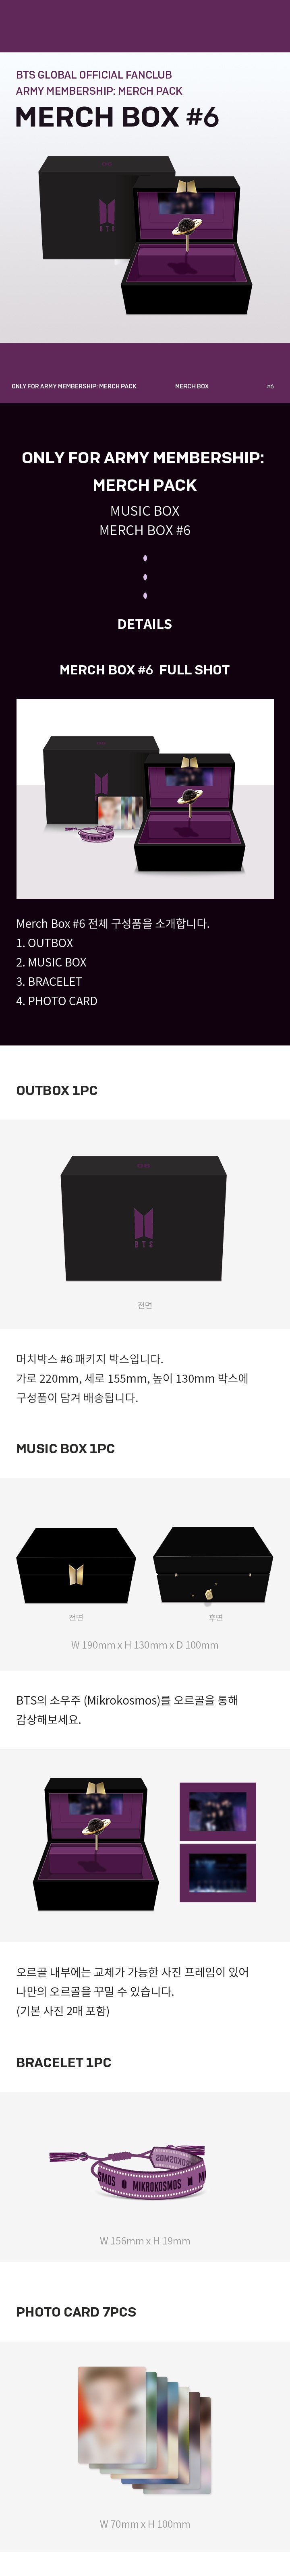 BTS GLOBAL OFFICIAL FANCLUB
ARMY MEMBERSHIP: MERCH PACK
MERCH BOX #6
BTS
ONLY FOR ARMY MEMBERSHIP: MERCH PACK MERCH BOX #6
ONLY FOR ARMY MEMBERSHIP:
MERCH PACK
MUSIC BOX
MERCH BOX #6
DETAILS
MERCH BOX #6 FULL SHOT
Merch Box #6 전체 구성품을 소개합니다.
1. OUTBOX
2. MUSIC BOX
3. BRACELET
4. PHOTO CARD
OUTBOX 1PC
BTS
전면
머치박스 #6 패키지 박스입니다.
가로 220mm, 세로 155mm, 높이 130mm 박스에
구성품이 담겨 배송됩니다.
MUSIC BOX 1PC
전면 후면
W 190mm x H 130mm x D 100mm
BTS의 소우주 (Mikrokosmos)를 오르골을 통해
감상해보세요.
오르골 내부에는 교체가 가능한 사진 프레임이 있어
나만의 오르골을 꾸밀 수 있습니다.
(기본 사진 2매 포함)
BRACELET 1PC
MIKROKOSMOS
W 156mm x H 19mm
PHOTO CARD 7PCS
W 70mm x H 100mm